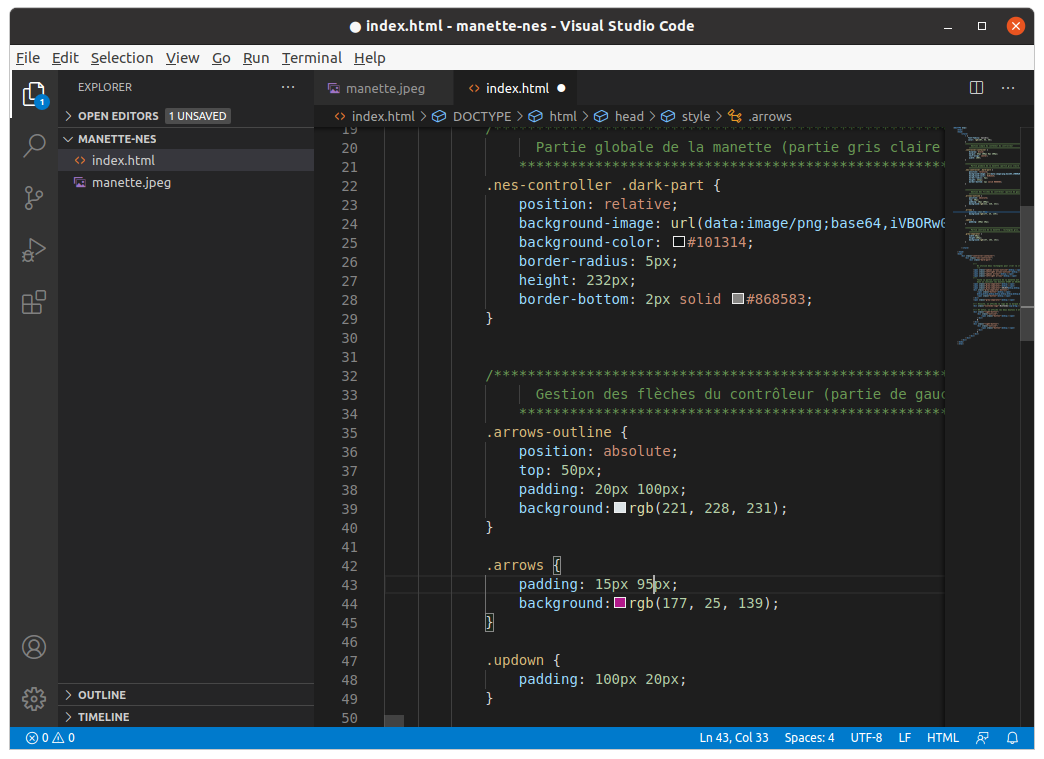 ● index.html - manette-nes - Visual Studio Code
File Edit Selection View Go Run Terminal Help
EXPLORER
OPEN EDITORS 1 UNSAVED
MANETTE-NES
index.html
manette.jpeg
OUTLINE
TIMELINE
1
manette.jpeg index.html ●
index.html > DOCTYPE > html > head > style > .arrows
19 /******************************************************
20 Partie globale de la manette (partie gris claire
21 ***************************************************
22 .nes-controller .dark-part {
23 position: relative;
24 background-image: url(data:image/png;base64,iVBORw0
25 background-color: #101314;
26 border-radius: 5px;
27 height: 232px;
28 border-bottom: 2px solid #868583;
29 }
30
31
32 /******************************************************
33 Gestion des flèches du contrôleur (partie de gauc
34 ***************************************************
35 .arrows-outline {
36 position: absolute;
37 top: 50px;
38 padding: 20px 100px;
39 background: rgb(221, 228, 231);
40 }
41
42 .arrows {
43 padding: 15px 95px;
44 background: rgb(177, 25, 139);
45 }
46
47 .updown {
48 padding: 100px 20px;
49 }
50
0 0 Ln 43, Col 33 Spaces: 4 UTF-8 LF HTML